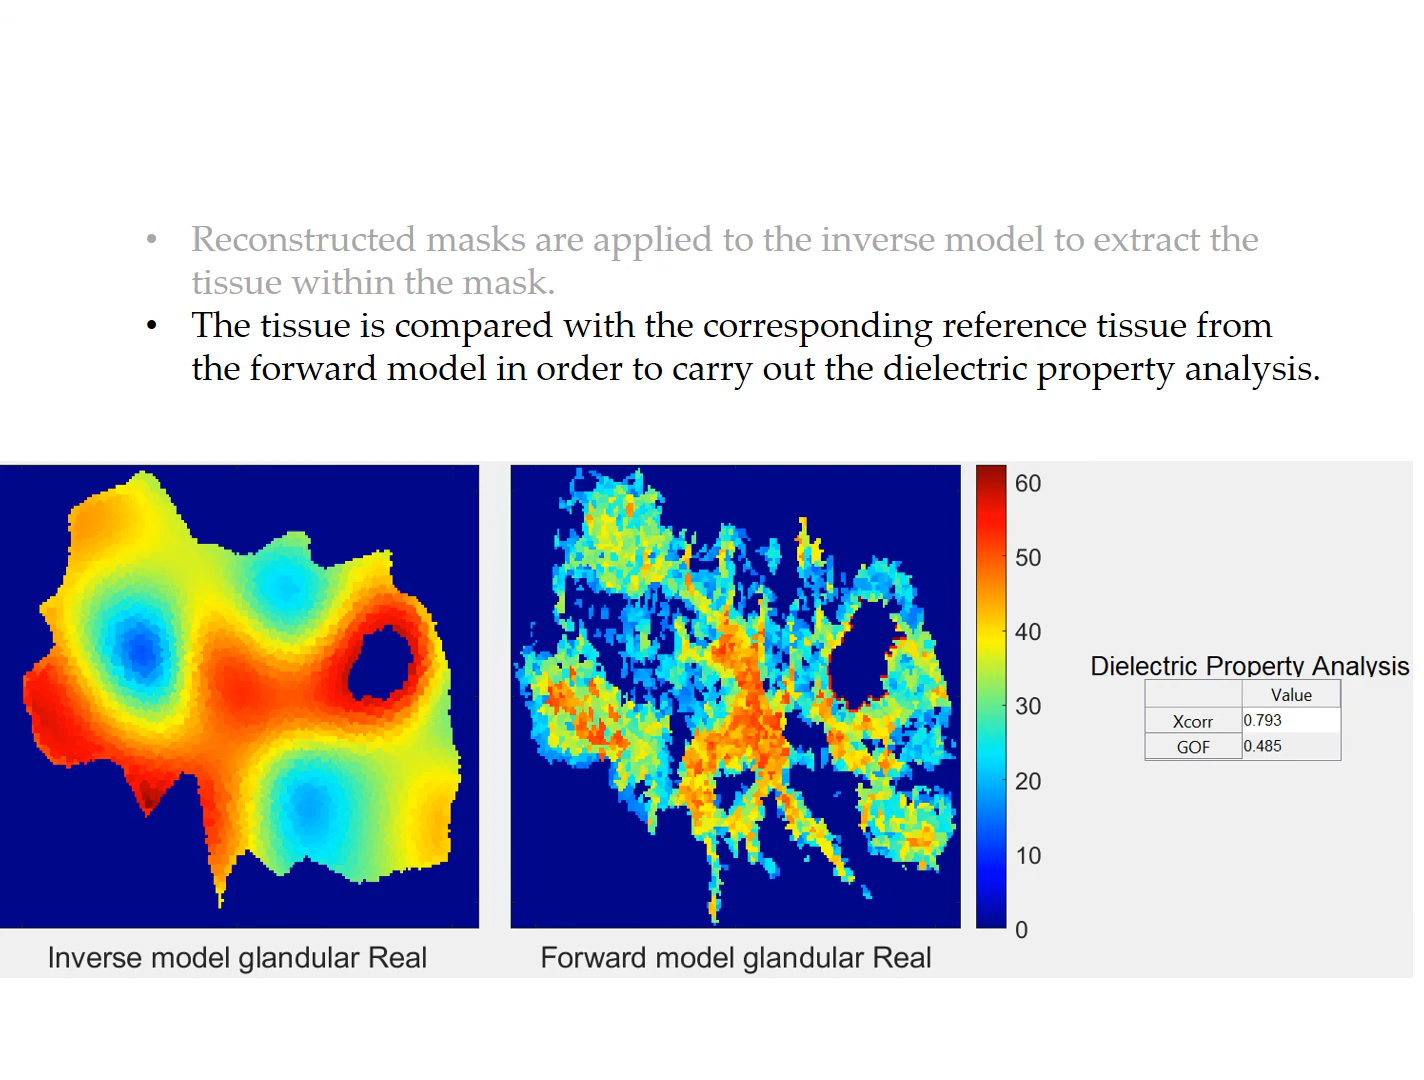 • Reconstructed masks are applied to the inverse model to extract the
tissue within the mask.
• The tissue is compared with the corresponding reference tissue from
the forward model in order to carry out the dielectric property analysis.
60
50
40
30
20
10
0
Inverse model glandular Real
Forward model glandular Real
Dielectric Property Analysis
Value
Xcorr 0.793
GOF 0.485